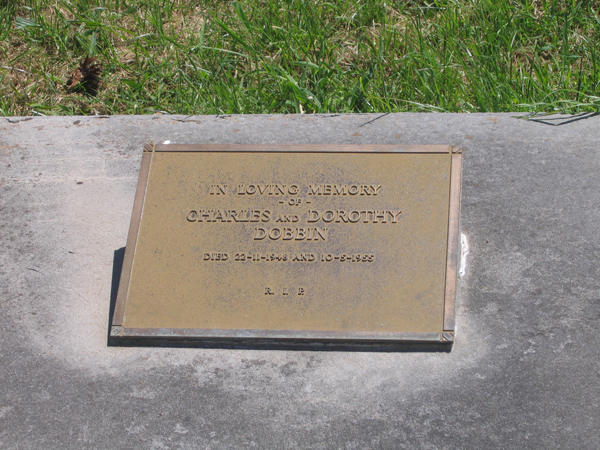 IN LOVING MEMORY
- OF -
CHARLES AND DOROTHY
DOBBIN
DIED 22-11-1948 AND 10-5-1955
R. I. P.